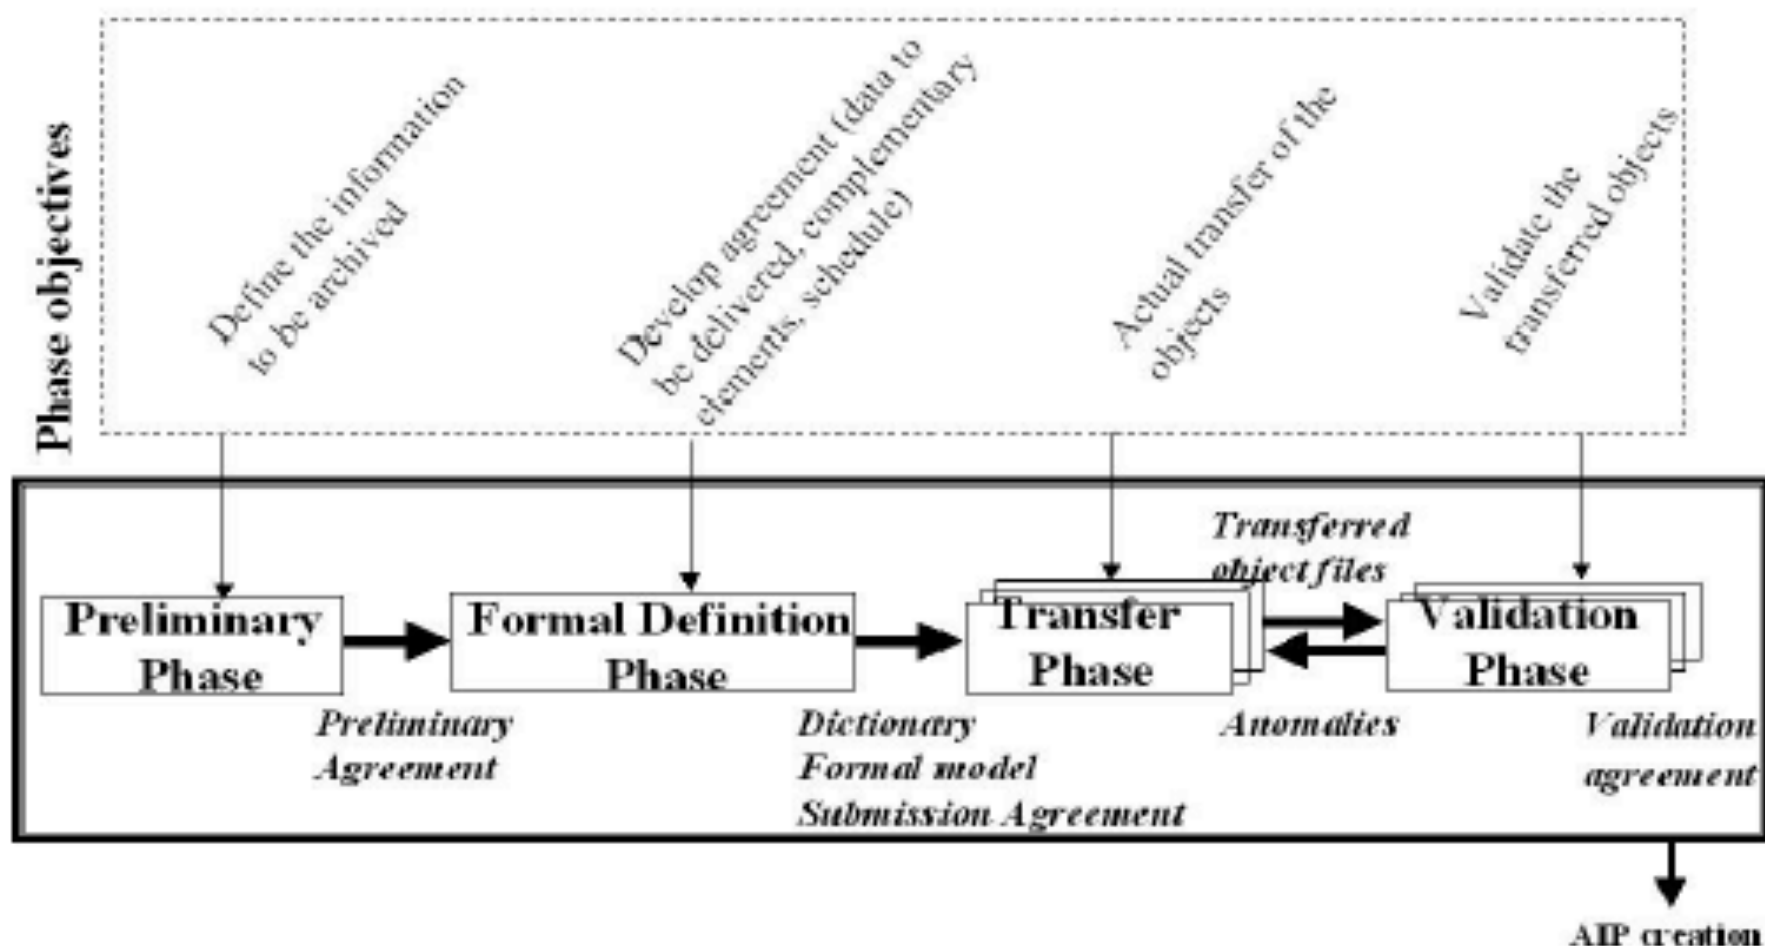 Phase objectives
Define the information
to be archived
Develop agreement (data to
be delivered, complementary
elements, schedule)
Actual transfer of the
objects
Validate the
transferred objects
Transferred
object files
Preliminary
Phase
Formal Definition
Phase
Transfer
Phase
Validation
Phase
Preliminary
Agreement
Dictionary
Formal model
Submission Agreement
Anomalies
Validation
agreement
AIP creation